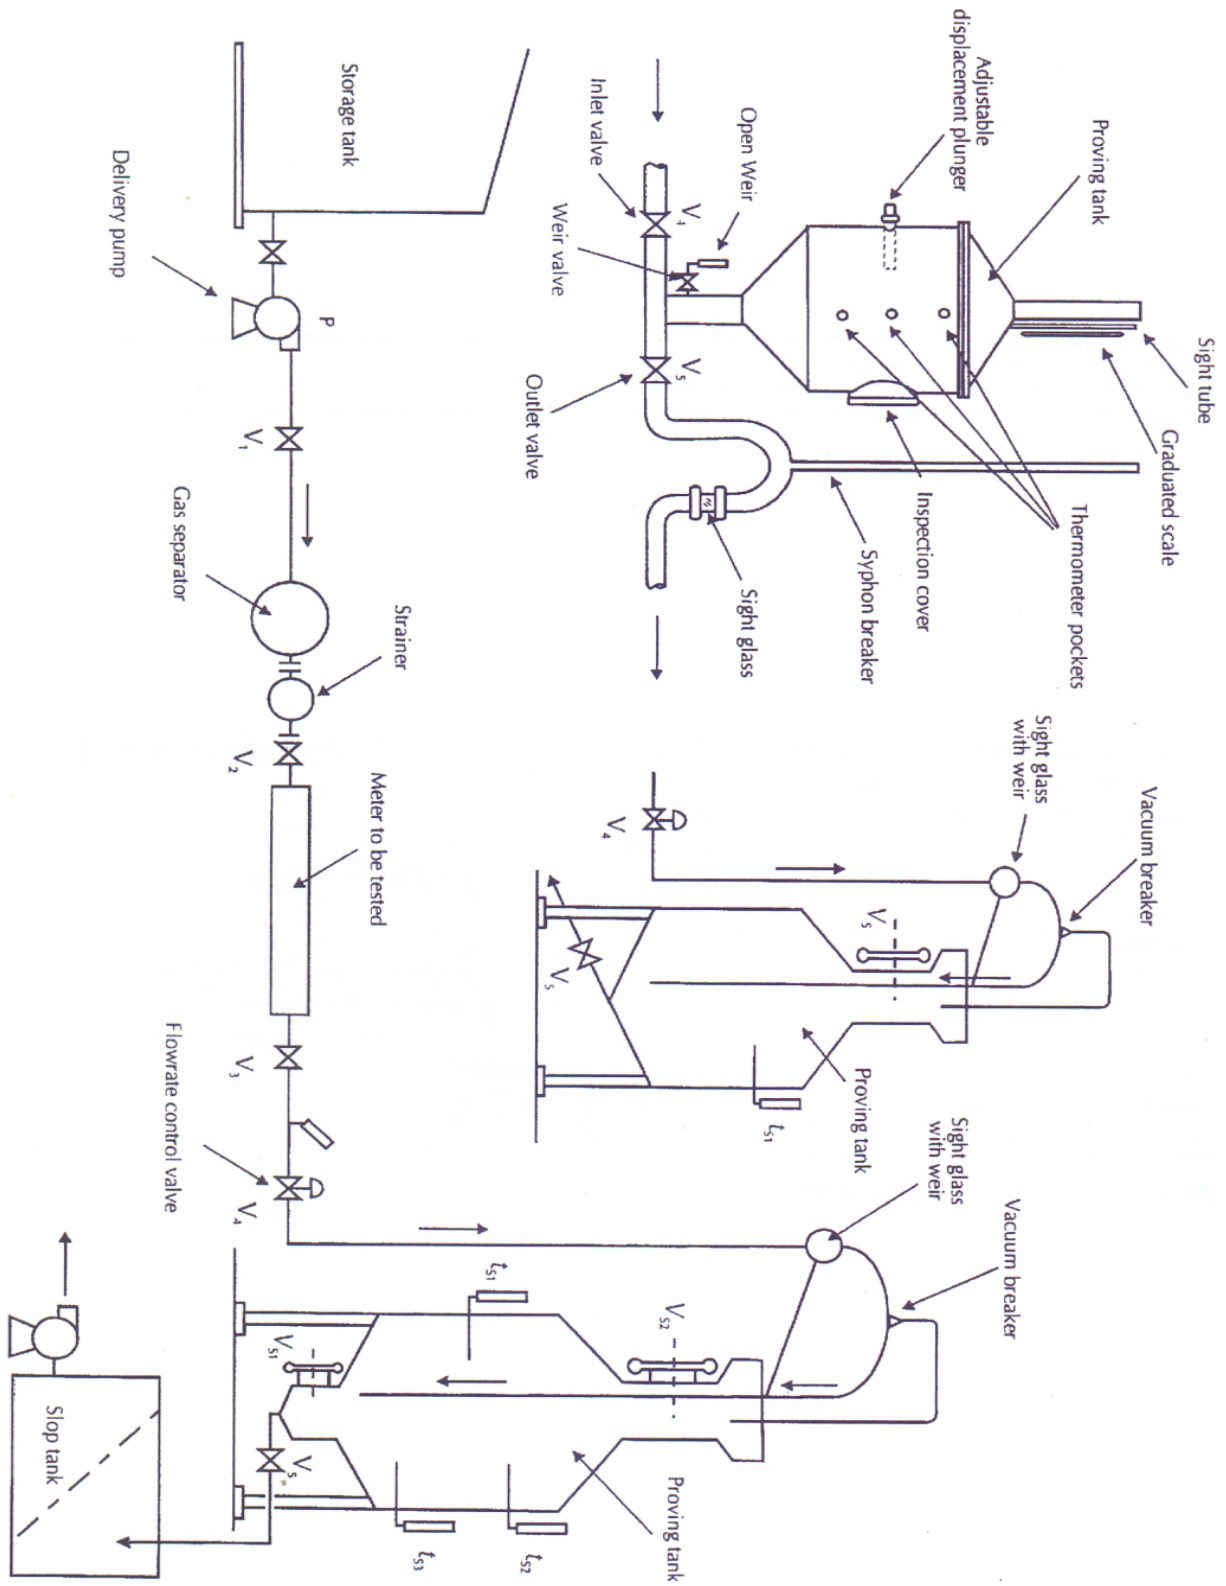 Adjustable
displacement plunger
Proving tank
Sight tube
Graduated scale
Thermometer pockets
Inspection cover
Syphon breaker
Sight glass
Open Weir
Weir valve
Inlet valve
V4
V5
Outlet valve
Storage tank
Delivery pump
P
V1
Gas separator
Strainer
V2
Meter to be tested
V3
Flowrate control valve
V4
Sight glass
with weir
Vacuum breaker
V4
Vs
V5
Proving tank
tS1
Sight glass
with weir
Vacuum breaker
tS1
VS2
VS1
V5
Proving tank
tS2
tS3
Slop tank